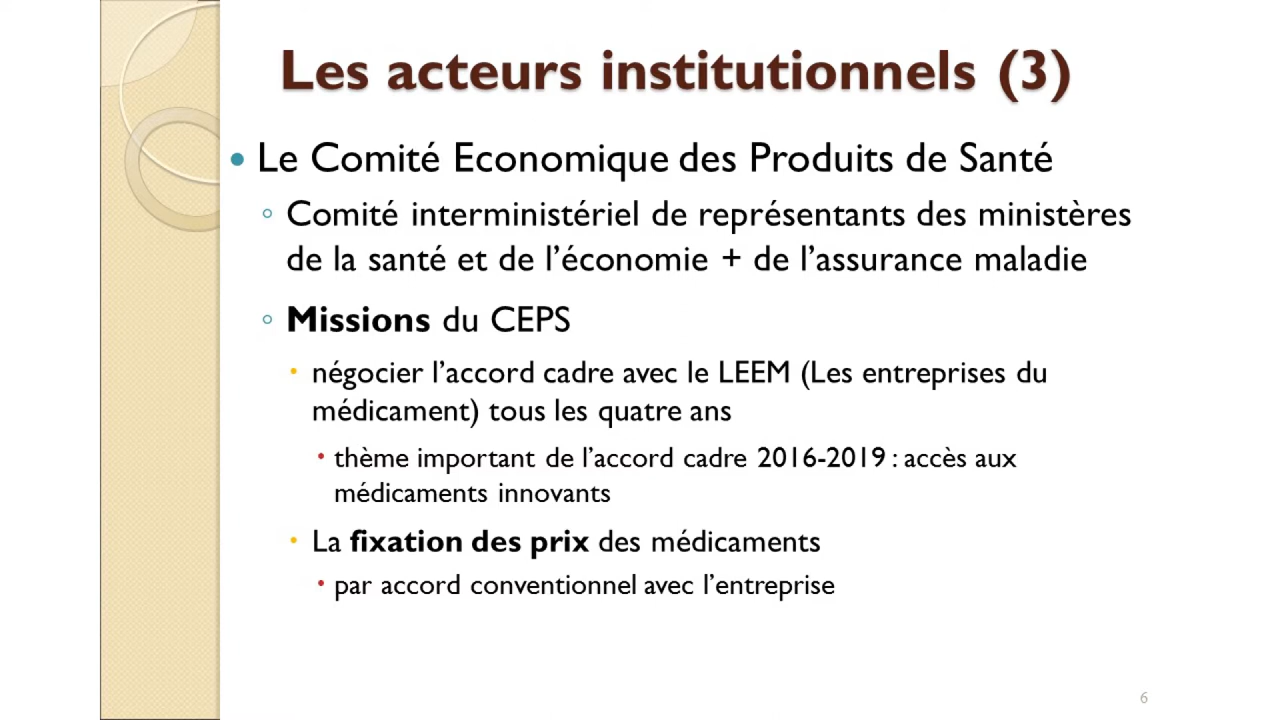 Les acteurs institutionnels (3)
• Le Comité Economique des Produits de Santé
◦ Comité interministériel de représentants des ministères
de la santé et de l’économie + de l’assurance maladie
◦ Missions du CEPS
• négocier l’accord cadre avec le LEEM (Les entreprises du
médicament) tous les quatre ans
• thème important de l’accord cadre 2016-2019 : accès aux
médicaments innovants
• La fixation des prix des médicaments
• par accord conventionnel avec l’entreprise
6